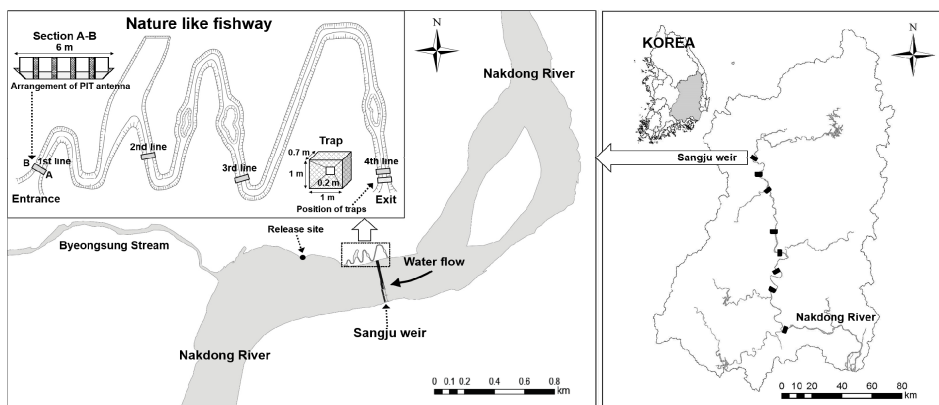 Nature like fishway
Section A-B
6 m
Arrangement of PIT antenna
B
1st line
A
Entrance
2nd line
3rd line
Trap
0.7 m
1 m
0.2 m
1 m
4th line
Position of traps
Exit
N
Nakdong River
Byeongsung Stream
Release site
Water flow
Sangju weir
Nakdong River
0 0.1 0.2 0.4 0.6 0.8
km
KOREA
N
Sangju weir
Nakdong River
0 10 20 40 60 80
km